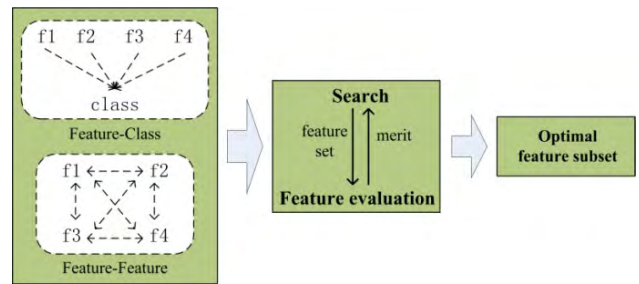 f1 f2 f3 f4
class
Feature-Class
f1 f2
f3 f4
Feature-Feature
Search
feature
set
merit
Feature evaluation
Optimal
feature subset